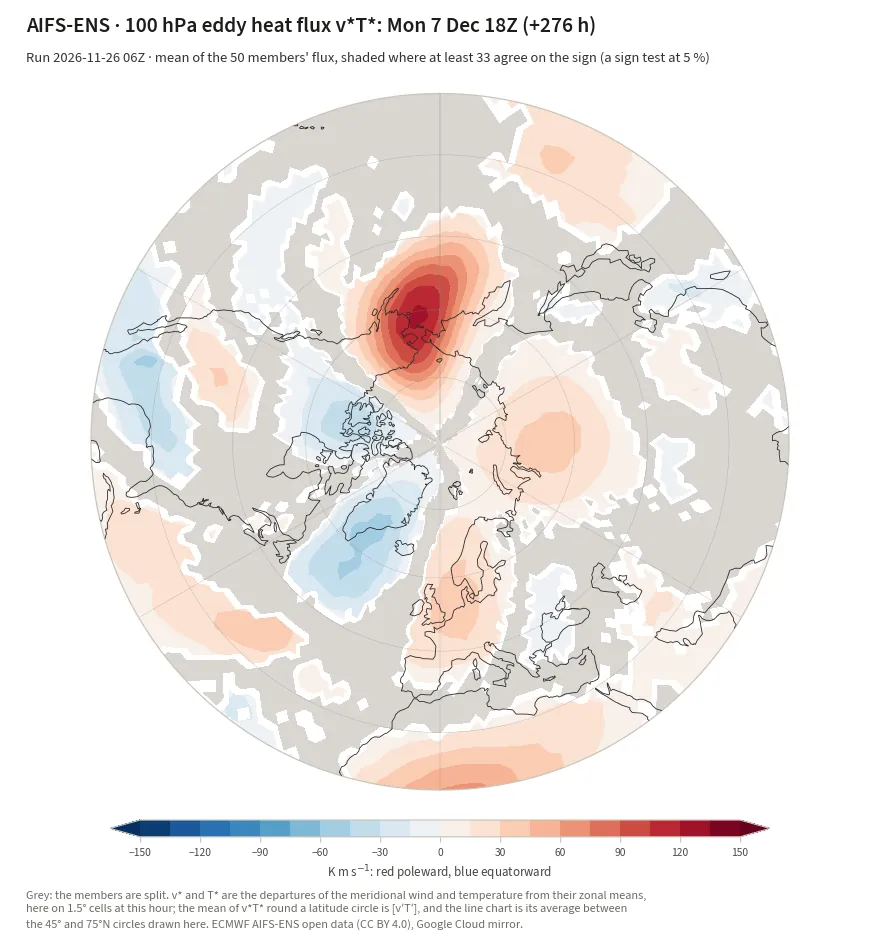 AIFS-ENS · 100 hPa eddy heat flux v*T*: Mon 7 Dec 18Z (+276 h)
Run 2026-11-26 06Z · mean of the 50 members' flux, shaded where at least 33 agree on the sign (a sign test at 5 %)
−150 −120 −90 −60 −30 0 30 60 90 120 150
K m s⁻¹: red poleward, blue equatorward
Grey: the members are split. v* and T* are the departures of the meridional wind and temperature from their zonal means,
here on 1.5° cells at this hour; the mean of v*T* round a latitude circle is [v′T′], and the line chart is its average between
the 45° and 75°N circles drawn here. ECMWF AIFS-ENS open data (CC BY 4.0), Google Cloud mirror.